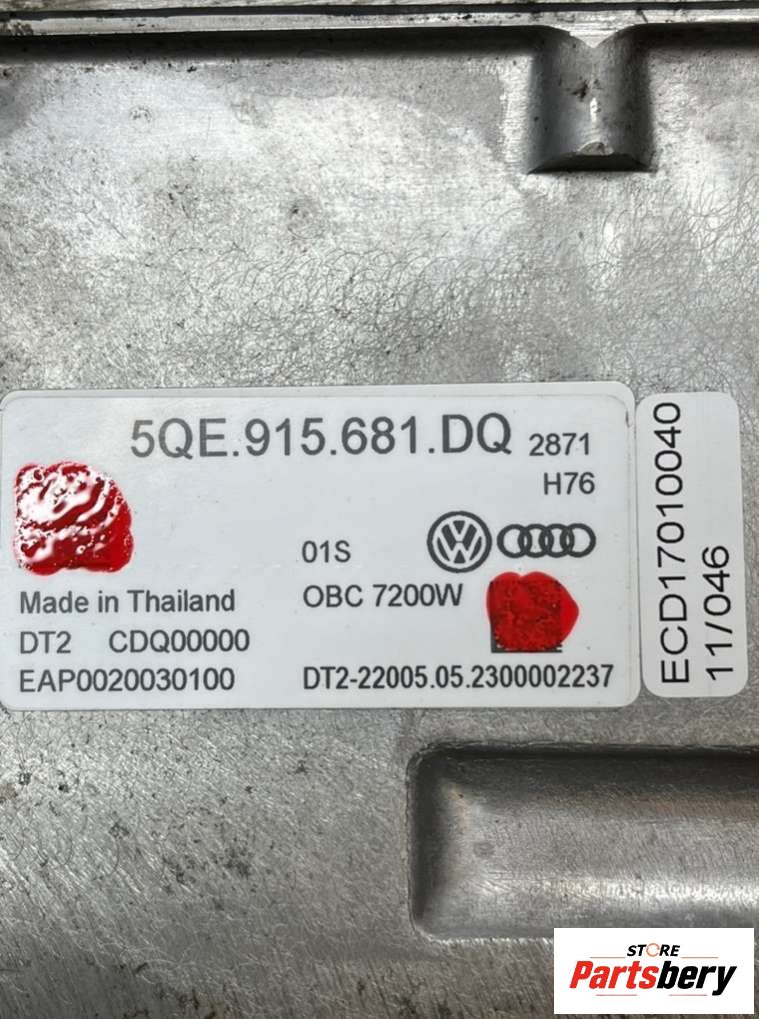 5QE.915.681.DQ 2871
H76
01S
Made in Thailand OBC 7200W
DT2 CDQ00000
EAP0020030100 DT2-22005.05.2300002237
ECD17010040
11/046
STORE
Partsbery